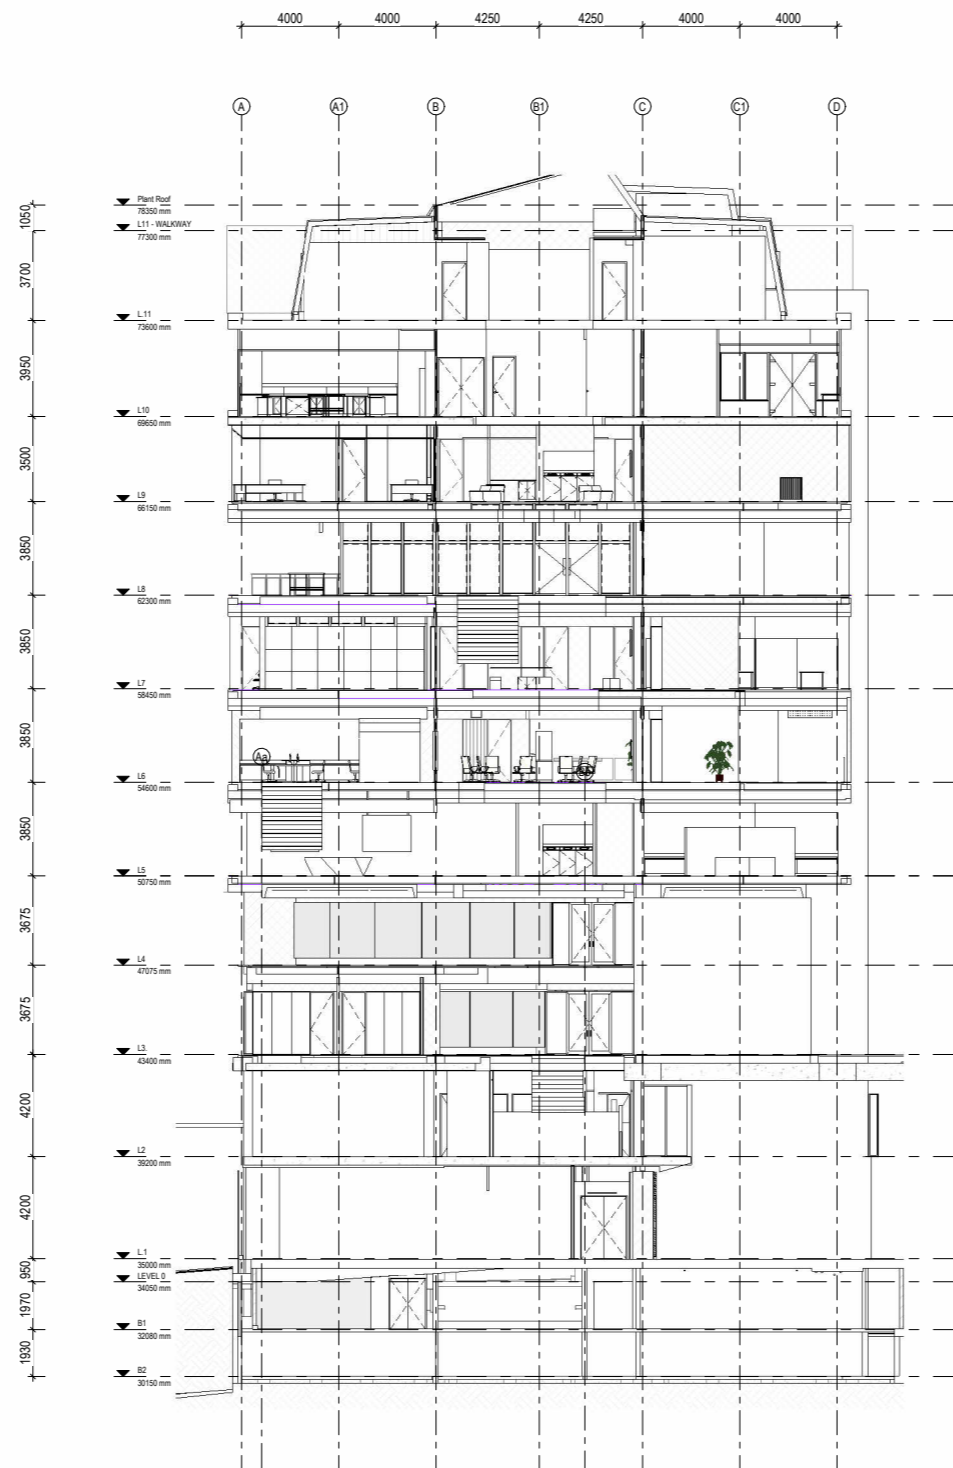 4000 4000 4250 4250 4000 4000
A A1 B B1 C C1 D
1050
Plant Roof
78350 mm
L11 - WALKWAY
77300 mm
3700
L.11
73600 mm
3950
L10
69650 mm
3500
L9
66150 mm
3850
L8
62300 mm
3850
L7
58450 mm
3850
Aa
L6
54600 mm
3850
L5
50750 mm
3675
L4
47075 mm
3675
L3.
43400 mm
4200
L2
39200 mm
4200
L.1
35000 mm
950
LEVEL 0
34050 mm
1970
B1
32080 mm
1930
B2
30150 mm